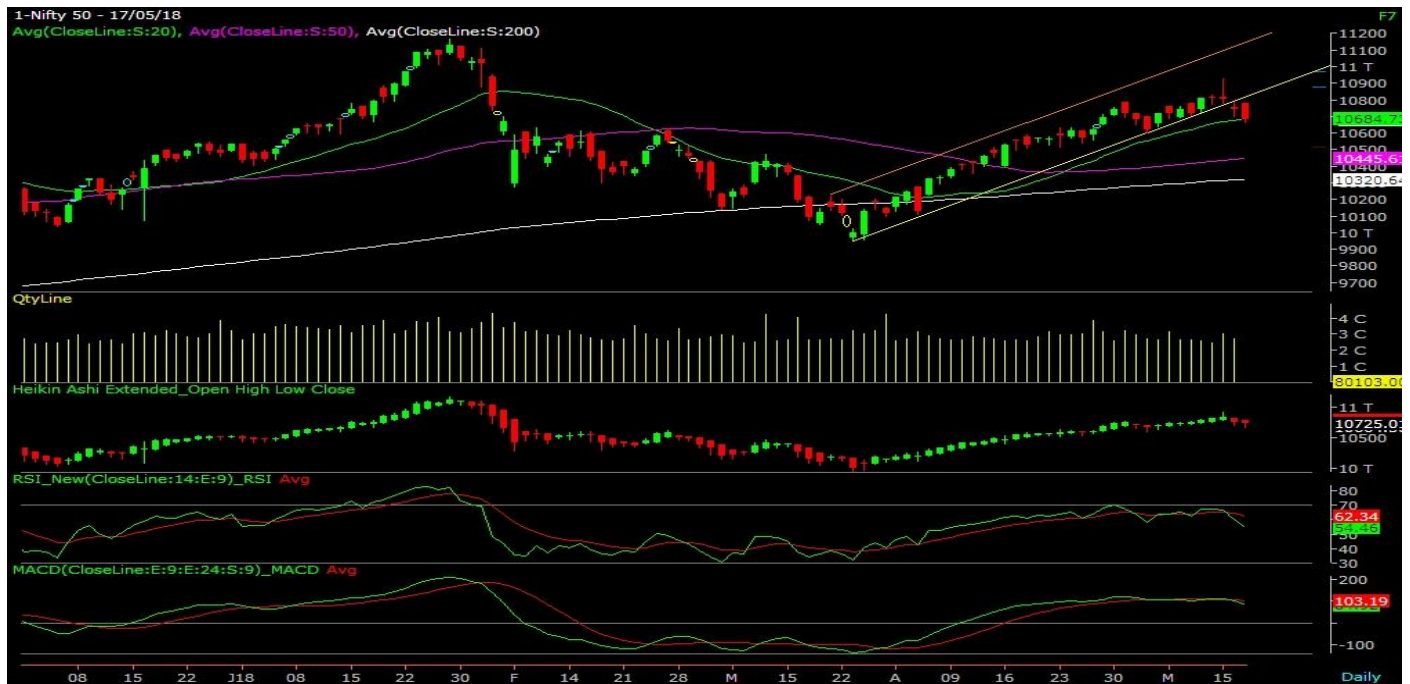 1-Nifty 50 - 17/05/18
F7
Avg(CloseLine:S:20), Avg(CloseLine:S:50), Avg(CloseLine:S:200)
11200
11100
11 T
10900
10800
10684.73
10600
10500
10445.61
10400
10320.64
10200
10100
10 T
9900
9800
9700
QtyLine
4 C
3 C
2 C
1 C
80103.00
Heikin Ashi Extended_Open High Low Close
11 T
10725.01
10500
10 T
RSI_New(CloseLine:14:E:9)_RSI Avg
80
70
62.34
54.46
50
40
30
MACD(CloseLine:E:9:E:24:S:9)_MACD Avg
200
103.19
-100
08 15 22 J18 08 15 22 30 F 14 21 28 M 15 22 A 09 16 23 30 M 15 Daily